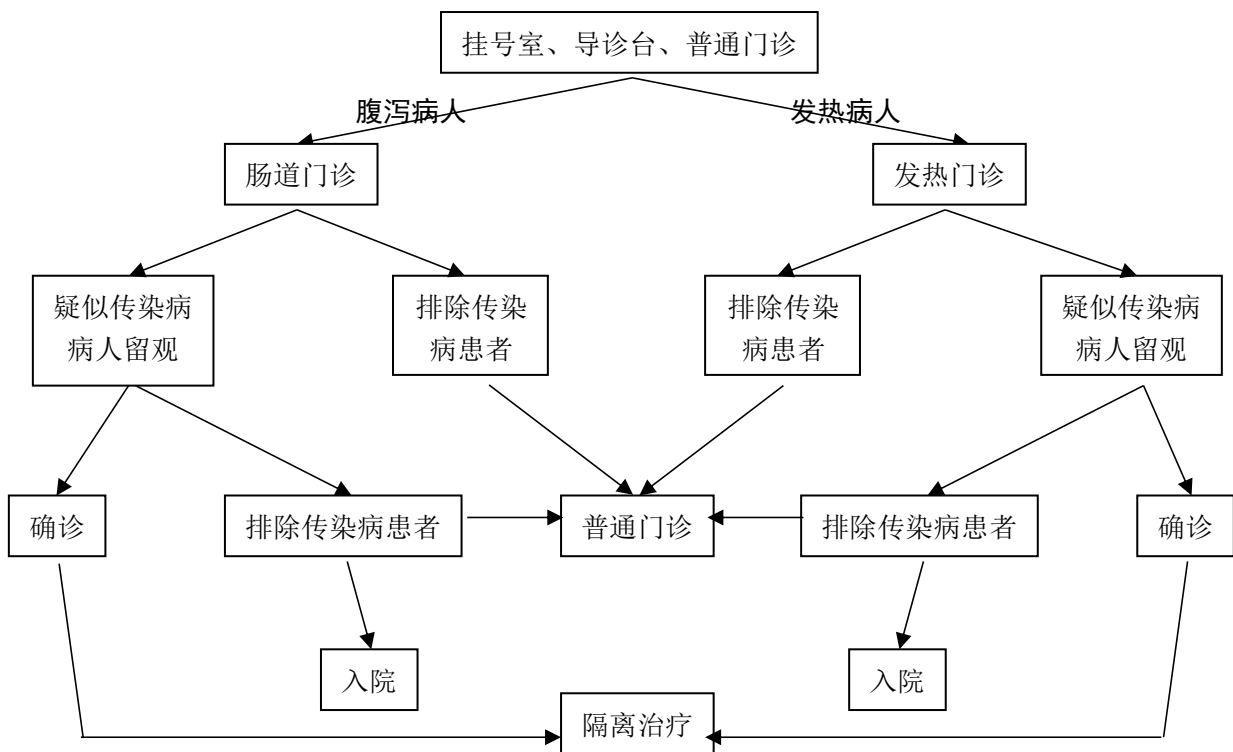 挂号室、导诊台、普通门诊
腹泻病人
发热病人
肠道门诊
发热门诊
疑似传染病
病人留观
排除传染
病患者
排除传染
病患者
疑似传染病
病人留观
确诊
排除传染病患者
普通门诊
排除传染病患者
确诊
入院
入院
隔离治疗